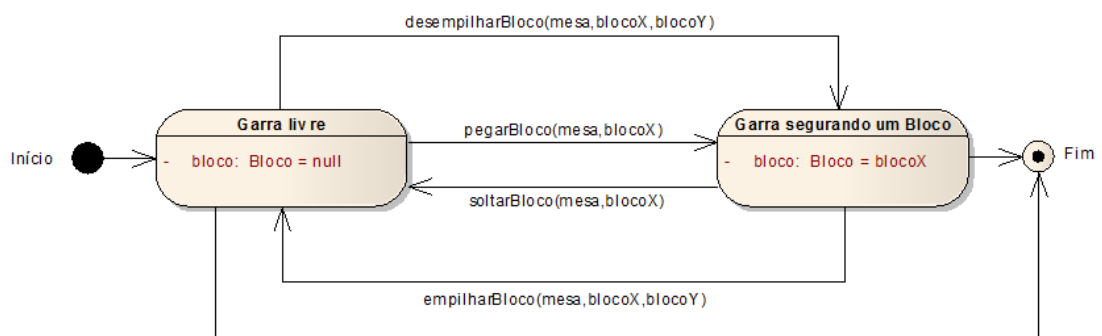 desempilharBloco(mesa,blocoX,blocoY)
Garra livre
pegarBloco(mesa,blocoX)
Garra segurando um Bloco
Início
- bloco: Bloco = null
- bloco: Bloco = blocoX
Fim
soltarBloco(mesa,blocoX)
empilharBloco(mesa,blocoX,blocoY)